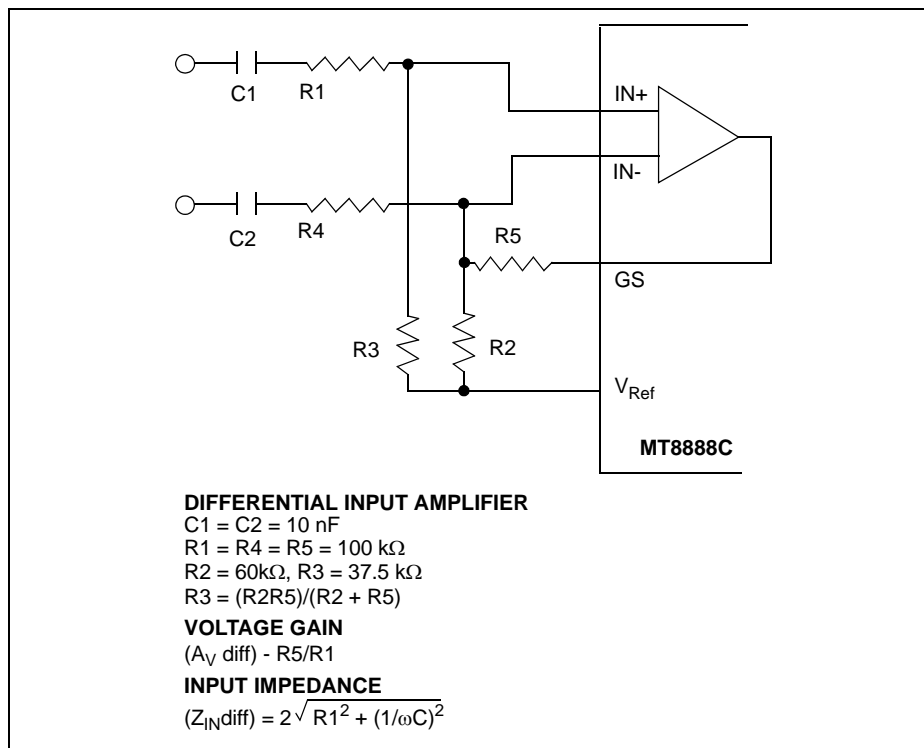 C1
R1
IN+
IN-
C2
R4
R5
GS
R3
R2
V_Ref
MT8888C
DIFFERENTIAL INPUT AMPLIFIER
C1 = C2 = 10 nF
R1 = R4 = R5 = 100 kΩ
R2 = 60kΩ, R3 = 37.5 kΩ
R3 = (R2R5)/(R2 + R5)
VOLTAGE GAIN
(A_V diff) - R5/R1
INPUT IMPEDANCE
(Z_INdiff) = 2√R1² + (1/ωC)²